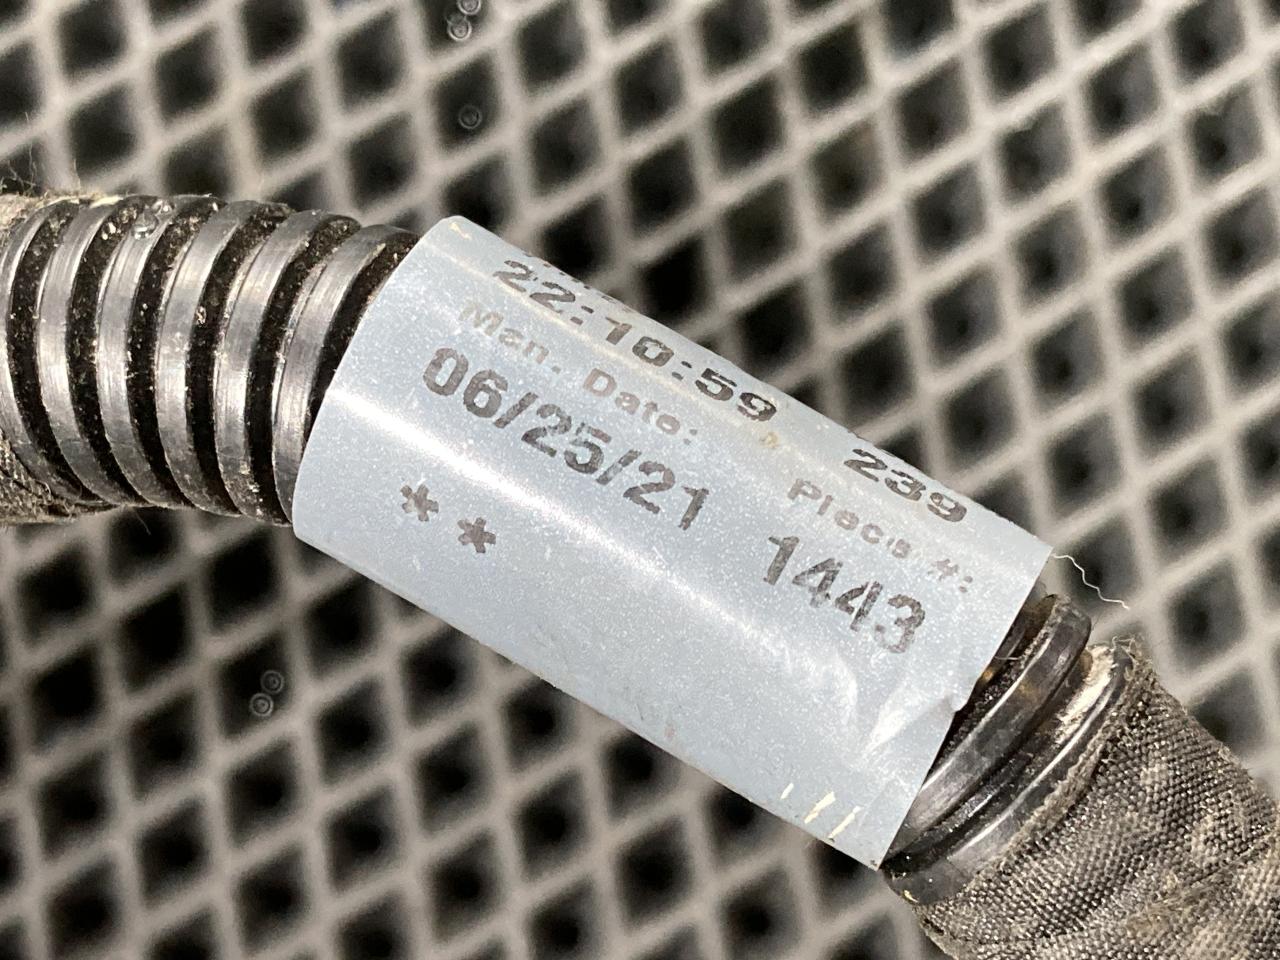 22:10:59 239
Man. Date: Piece #:
06/25/21 1443
**